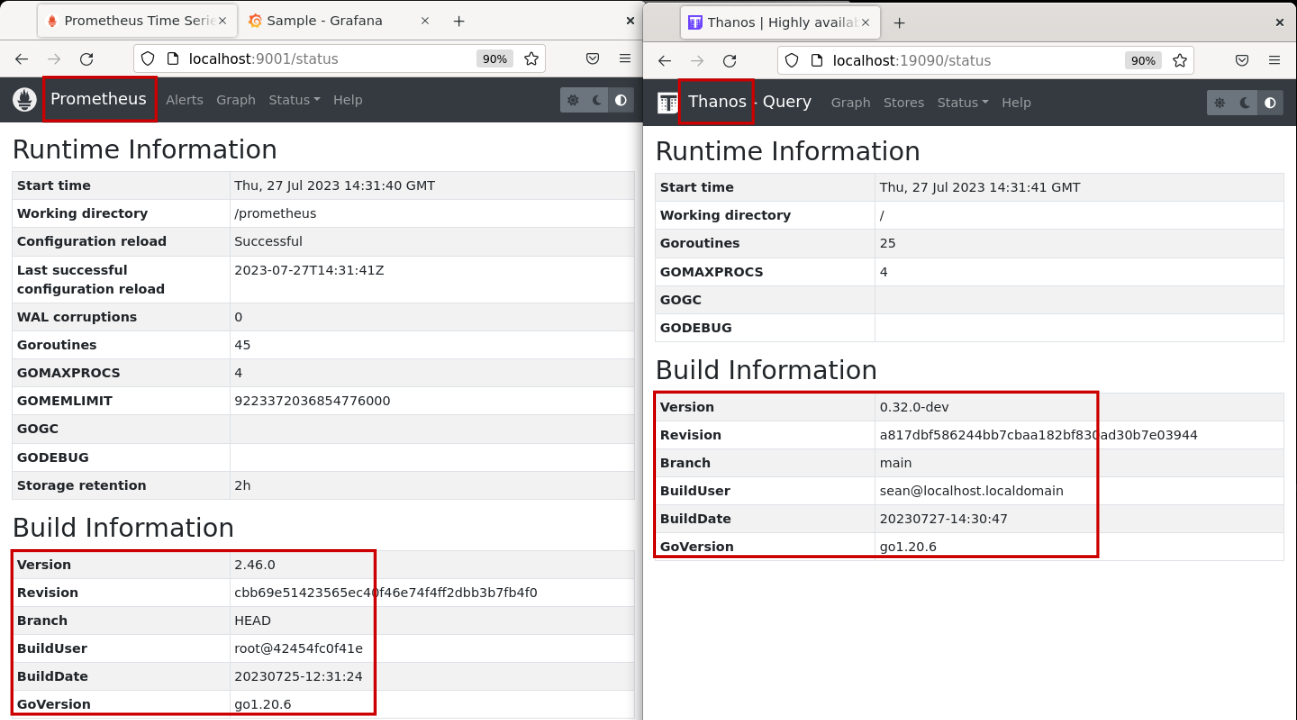 Prometheus Time Serie
Sample - Grafana
localhost:9001/status
90%
Prometheus
Alerts
Graph
Status
Help
Runtime Information
Start time Thu, 27 Jul 2023 14:31:40 GMT
Working directory /prometheus
Configuration reload Successful
Last successful 2023-07-27T14:31:41Z
configuration reload
WAL corruptions 0
Goroutines 45
GOMAXPROCS 4
GOMEMLIMIT 9223372036854776000
GOGC
GODEBUG
Storage retention 2h
Build Information
Version 2.46.0
Revision cbb69e51423565ec40f46e74f4ff2dbb3b7fb4f0
Branch HEAD
BuildUser root@42454fc0f41e
BuildDate 20230725-12:31:24
GoVersion go1.20.6
Thanos | Highly availab
localhost:19090/status
90%
Thanos - Query
Graph
Stores
Status
Help
Runtime Information
Start time Thu, 27 Jul 2023 14:31:41 GMT
Working directory /
Goroutines 25
GOMAXPROCS 4
GOGC
GODEBUG
Build Information
Version 0.32.0-dev
Revision a817dbf586244bb7cbaa182bf830ad30b7e03944
Branch main
BuildUser sean@localhost.localdomain
BuildDate 20230727-14:30:47
GoVersion go1.20.6